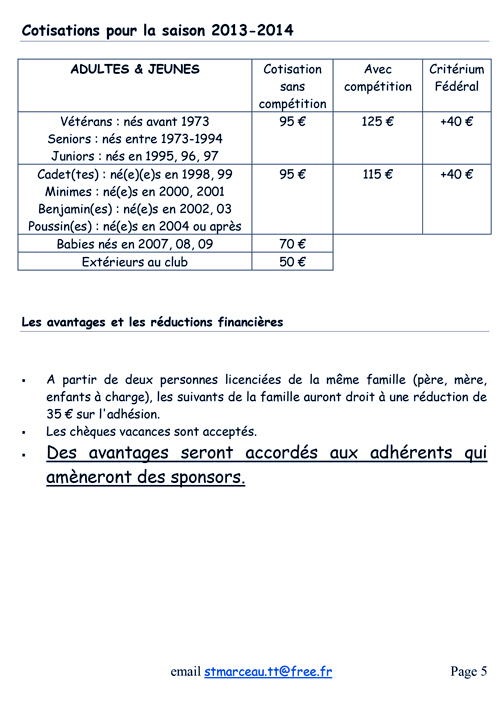 Cotisations pour la saison 2013-2014
ADULTES & JEUNES Cotisation sans compétition Avec compétition Critérium Fédéral
Vétérans : nés avant 1973 95 € 125 € +40 €
Seniors : nés entre 1973-1994
Juniors : nés en 1995, 96, 97
Cadet(tes) : né(e)(e)s en 1998, 99 95 € 115 € +40 €
Minimes : né(e)s en 2000, 2001
Benjamin(es) : né(e)s en 2002, 03
Poussin(es) : né(e)s en 2004 ou après
Babies nés en 2007, 08, 09 70 €
Extérieurs au club 50 €
Les avantages et les réductions financières
▪ A partir de deux personnes licenciées de la même famille (père, mère,
enfants à charge), les suivants de la famille auront droit à une réduction de
35 € sur l'adhésion.
▪ Les chèques vacances sont acceptés.
▪ Des avantages seront accordés aux adhérents qui
amèneront des sponsors.
email stmarceau.tt@free.fr Page 5